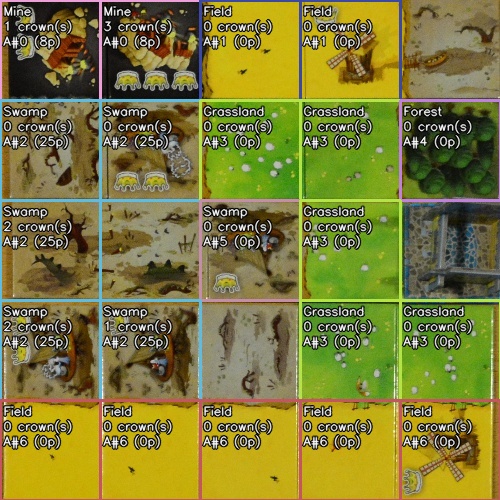 Mine
1 crown(s)
A#0 (8p)
Mine
3 crown(s)
A#0 (8p)
Field
0 crown(s)
A#1 (0p)
Field
0 crown(s)
A#1 (0p)
Swamp
0 crown(s)
A#2 (25p)
Swamp
0 crown(s)
A#2 (25p)
Grassland
0 crown(s)
A#3 (0p)
Grassland
0 crown(s)
A#3 (0p)
Forest
0 crown(s)
A#4 (0p)
Swamp
2 crown(s)
A#2 (25p)
Swamp
0 crown(s)
A#5 (0p)
Grassland
0 crown(s)
A#3 (0p)
Swamp
2 crown(s)
A#2 (25p)
Swamp
1 crown(s)
A#2 (25p)
Grassland
0 crown(s)
A#3 (0p)
Grassland
0 crown(s)
A#3 (0p)
Field
0 crown(s)
A#6 (0p)
Field
0 crown(s)
A#6 (0p)
Field
0 crown(s)
A#6 (0p)
Field
0 crown(s)
A#6 (0p)
Field
0 crown(s)
A#6 (0p)